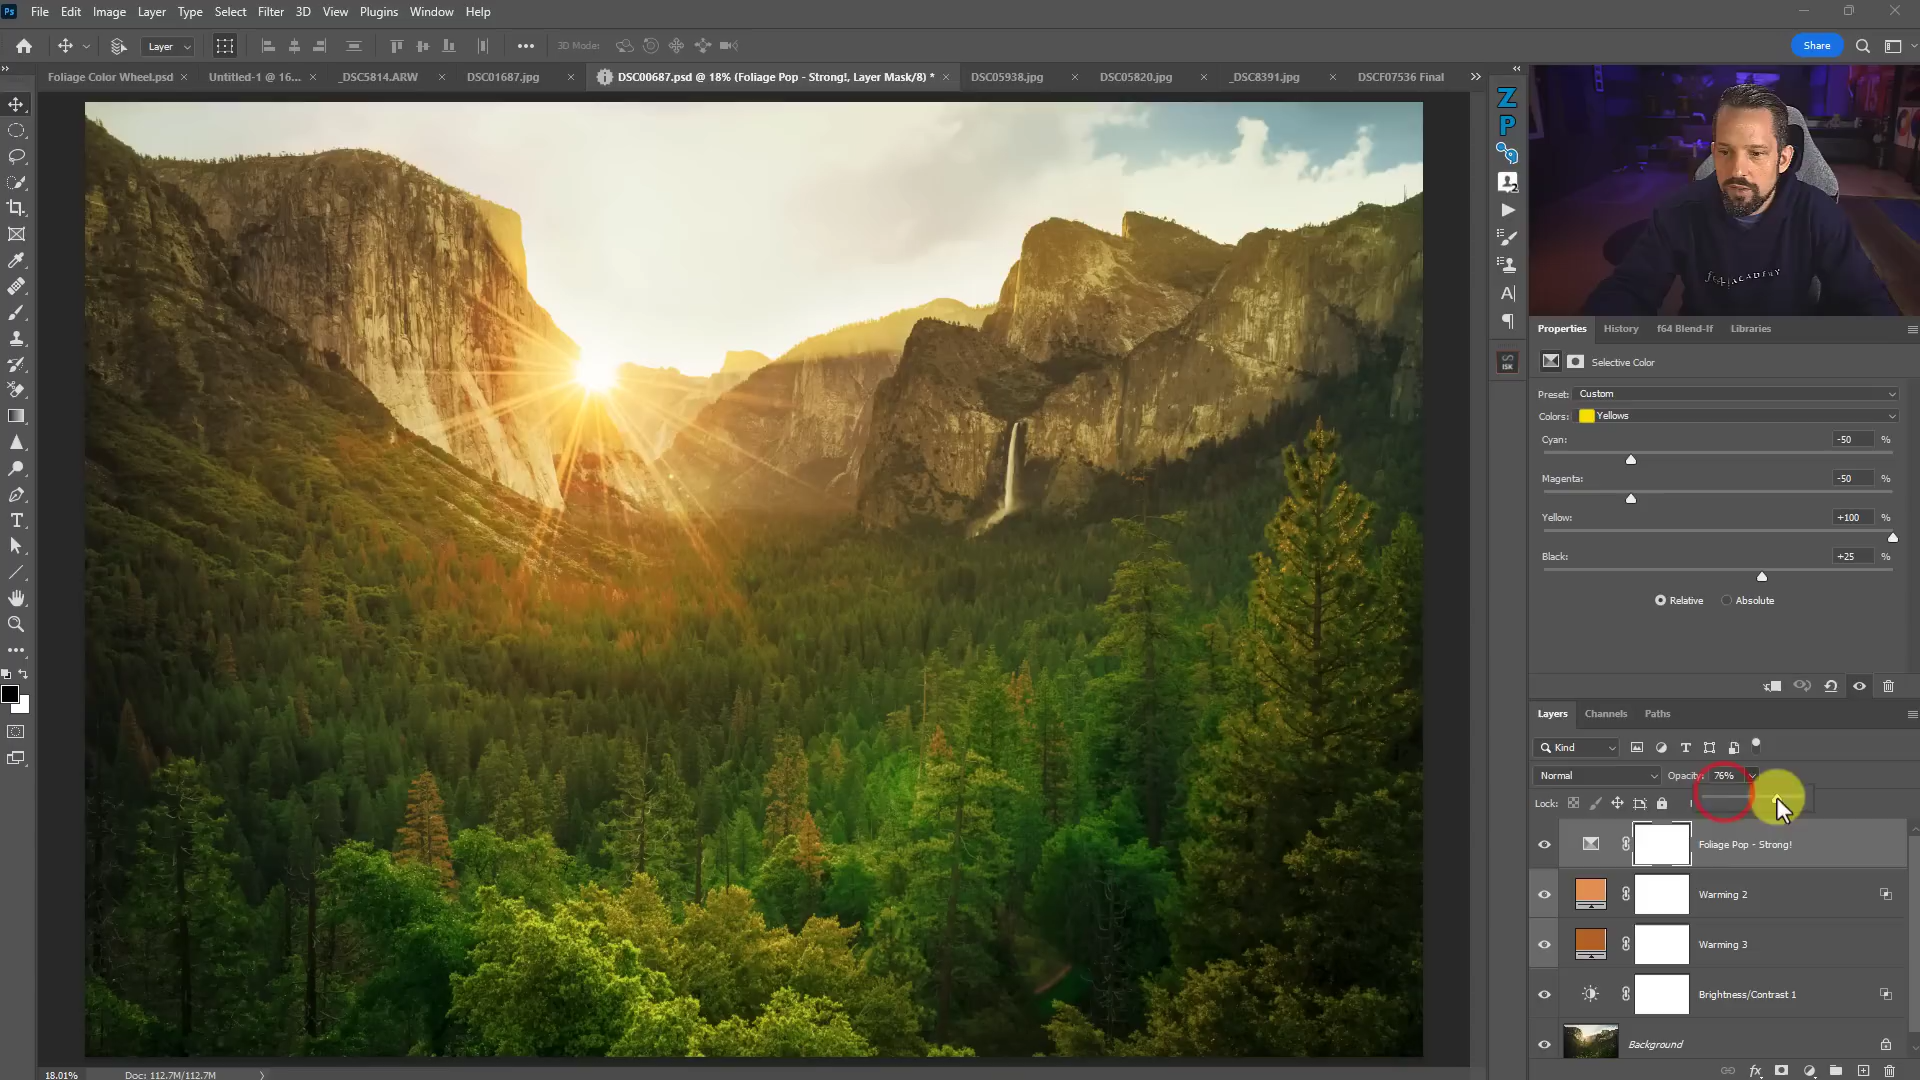 Ps File Edit Image Layer Type Select Filter 3D View Plugins Window Help
Layer 3D Mode: Share
Foliage Color Wheel.psd × Untitled-1 @ 16... × _DSC5814.ARW × DSC01687.jpg × DSC00687.psd @ 18% (Foliage Pop - Strong!, Layer Mask/8) * × DSC05938.jpg × DSC05820.jpg × _DSC8391.jpg × DSCF07536 Final
Z
P
2
A|
¶
Properties History f64 Blend-If Libraries
Selective Color
Preset: Custom
Colors: Yellows
Cyan: -50 %
Magenta: -50 %
Yellow: +100 %
Black: +25 %
Relative Absolute
Layers Channels Paths
Kind T
Normal Opacity: 76%
Lock:
Foliage Pop - Strong!
Warming 2
Warming 3
Brightness/Contrast 1
Background
18.01% Doc: 112.7M/112.7M
fx